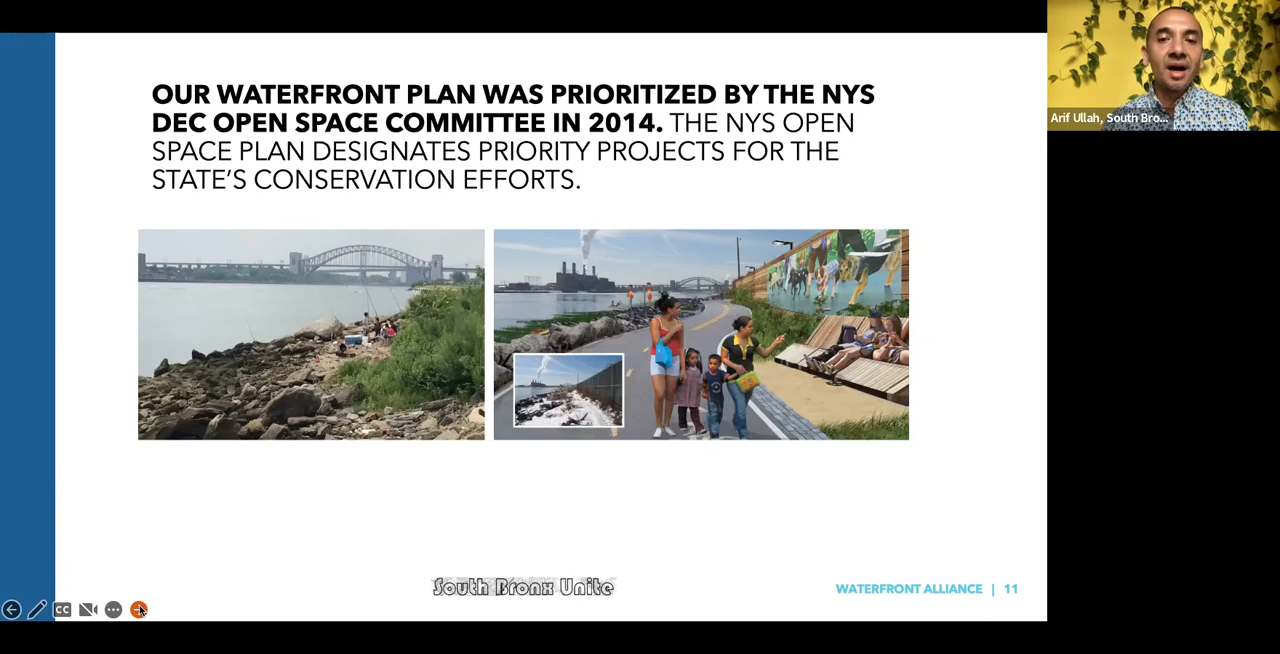 OUR WATERFRONT PLAN WAS PRIORITIZED BY THE NYS
DEC OPEN SPACE COMMITTEE IN 2014. THE NYS OPEN
SPACE PLAN DESIGNATES PRIORITY PROJECTS FOR THE
STATE'S CONSERVATION EFFORTS.
Arif Ullah, South Bro...
South Bronx Unite
WATERFRONT ALLIANCE | 11
CC